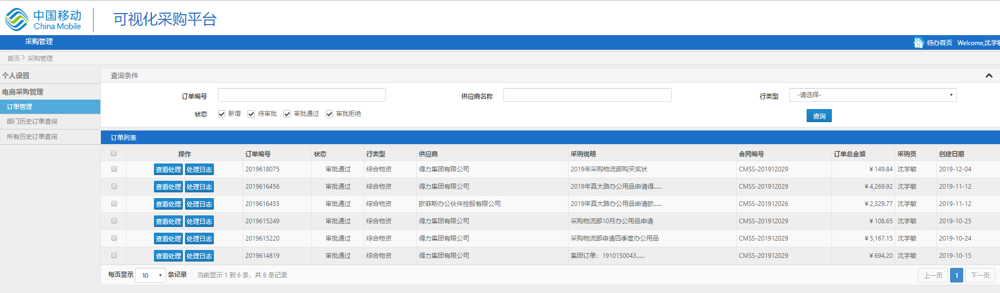 中国移动
China Mobile
可视化采购平台
采购管理
待办首页 Welcome,沈学敏
首页 采购管理
个人设置
电商采购管理
订单管理
部门历史订单查询
所有历史订单查询
查询条件
订单编号 供应商名称 行类型 -请选择-
状态 新增 待审批 审批通过 审批拒绝 查询
订单列表
操作 订单编号 状态 行类型 供应商 采购说明 合同编号 订单总金额 采购员 创建日期
查看处理 处理日志 2019618075 审批通过 综合物资 得力集团有限公司 2019年采购物流部购买奖状 CMSS-201912029 ¥149.84 沈学敏 2019-12-04
查看处理 处理日志 2019616456 审批通过 综合物资 得力集团有限公司 2019年真大路办公用品申请得...... CMSS-201912029 ¥4,269.92 沈学敏 2019-11-12
查看处理 处理日志 2019616455 审批通过 综合物资 欧菲斯办公伙伴控股有限公司 2019年真大路办公用品申请欧...... CMSS-201912026 ¥2,329.77 沈学敏 2019-11-12
查看处理 处理日志 2019615249 审批通过 综合物资 得力集团有限公司 采购物流部10月办公用品申请 CMSS-201912029 ¥108.65 沈学敏 2019-10-25
查看处理 处理日志 2019615220 审批通过 综合物资 得力集团有限公司 采购物流部申请四季度办公用品 CMSS-201912029 ¥5,167.15 沈学敏 2019-10-24
查看处理 处理日志 2019614819 审批通过 综合物资 得力集团有限公司 集团订单：1910150043...... CMSS-201912029 ¥694.20 沈学敏 2019-10-15
每页显示 10 条记录 当前显示 1 到 6 条，共 6 条记录 上一页 1 下一页